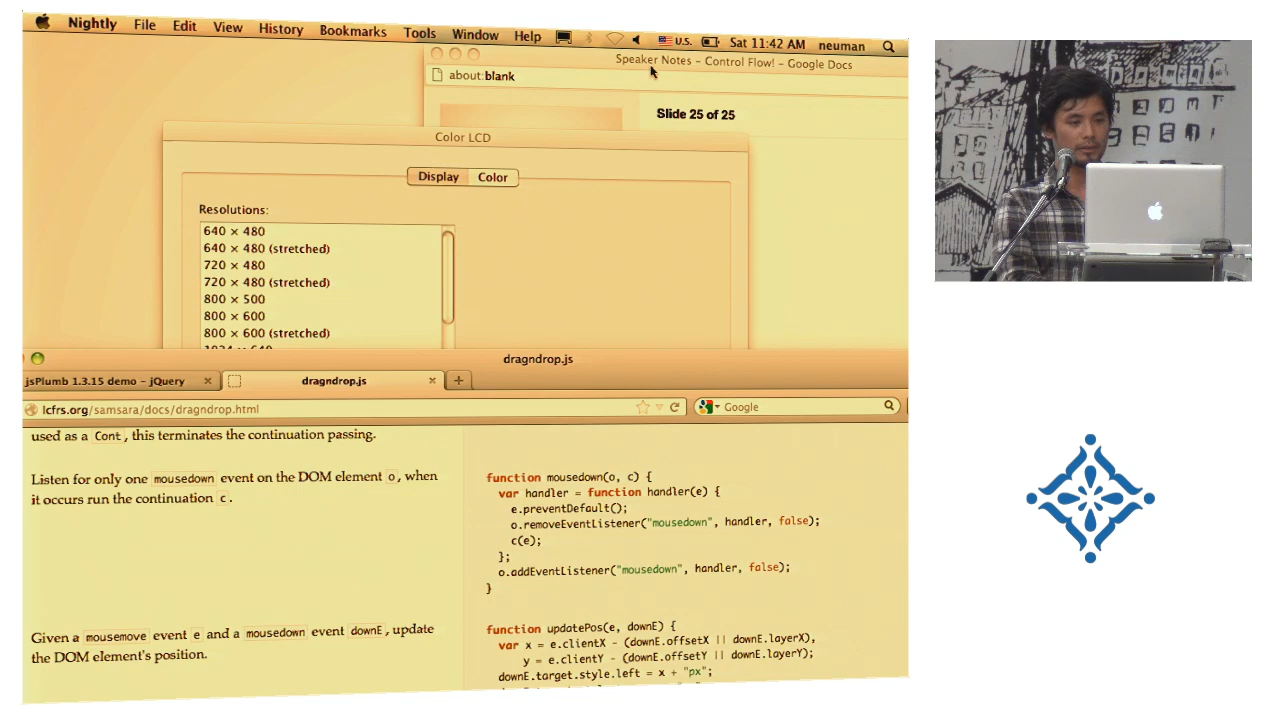 Nightly File Edit View History Bookmarks Tools Window Help U.S. Sat 11:42 AM neuman
Speaker Notes - Control Flow! - Google Docs
about:blank
Slide 25 of 25
Color LCD
Display Color
Resolutions:
640 × 480
640 × 480 (stretched)
720 × 480
720 × 480 (stretched)
800 × 500
800 × 600
800 × 600 (stretched)
dragndrop.js
jsPlumb 1.3.15 demo - jQuery × dragndrop.js × +
lcfrs.org/samsara/docs/dragndrop.html Google
used as a Cont, this terminates the continuation passing.
Listen for only one mousedown event on the DOM element o, when
it occurs run the continuation c.
function mousedown(o, c) {
var handler = function handler(e) {
e.preventDefault();
o.removeEventListener("mousedown", handler, false);
c(e);
};
o.addEventListener("mousedown", handler, false);
}
Given a mousemove event e and a mousedown event downE, update
the DOM element's position.
function updatePos(e, downE) {
var x = e.clientX - (downE.offsetX || downE.layerX),
y = e.clientY - (downE.offsetY || downE.layerY);
downE.target.style.left = x + "px";